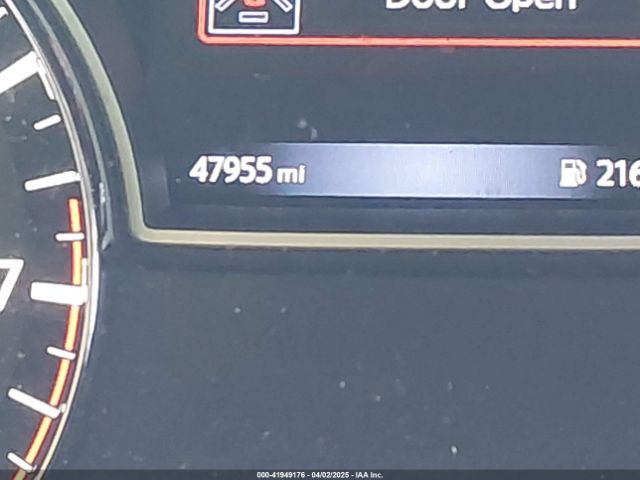 Door Open
47955 mi
216
7
000-41949176 - 04/02/2025 - IAA Inc.